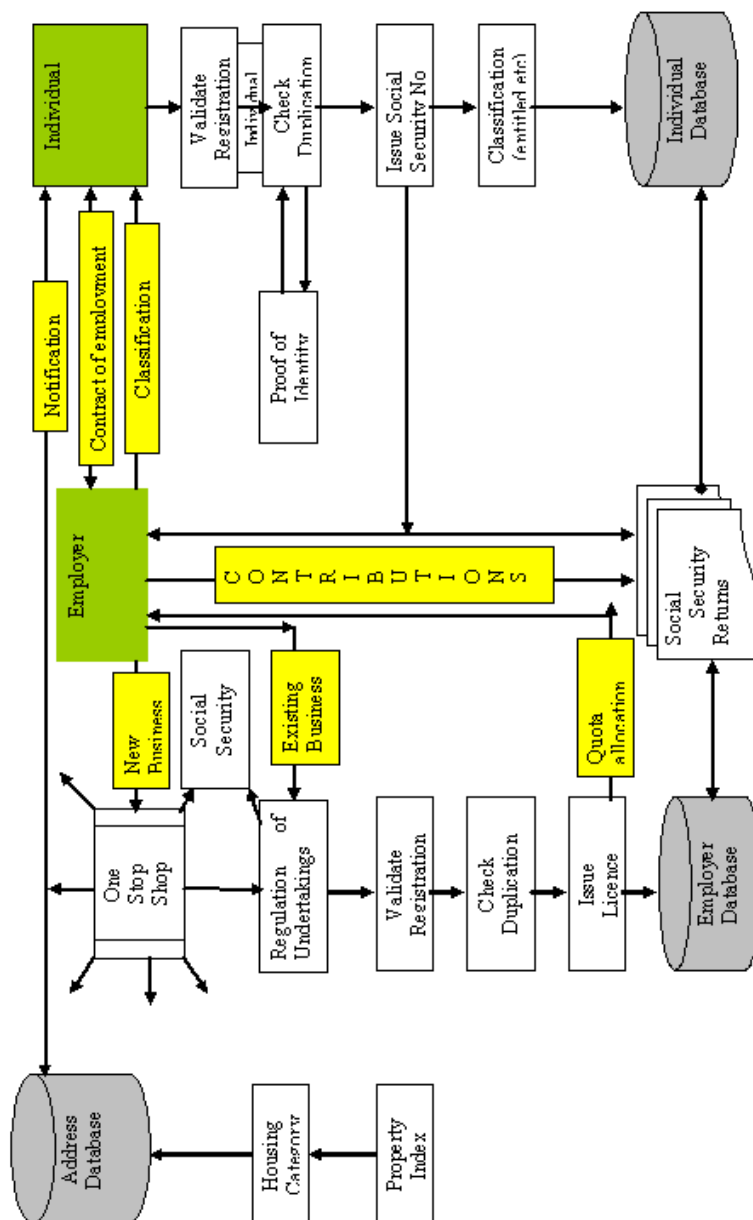 Address
Database
Housing
Category
Property
Index
One
Stop
Shop
New
Business
Social
Security
Existing
Business
Regulation of
Undertakings
Validate
Registration
Check
Duplication
Issue
Licence
Quota
allocation
Employer
Database
Employer
CONTRIBUTIONS
Social
Security
Returns
Notification
Contract of employment
Classification
Proof of
Identity
Individual
Validate
Registration
Individual
Check
Duplication
Issue Social
Security No
Classification
(entitled etc)
Individual
Database